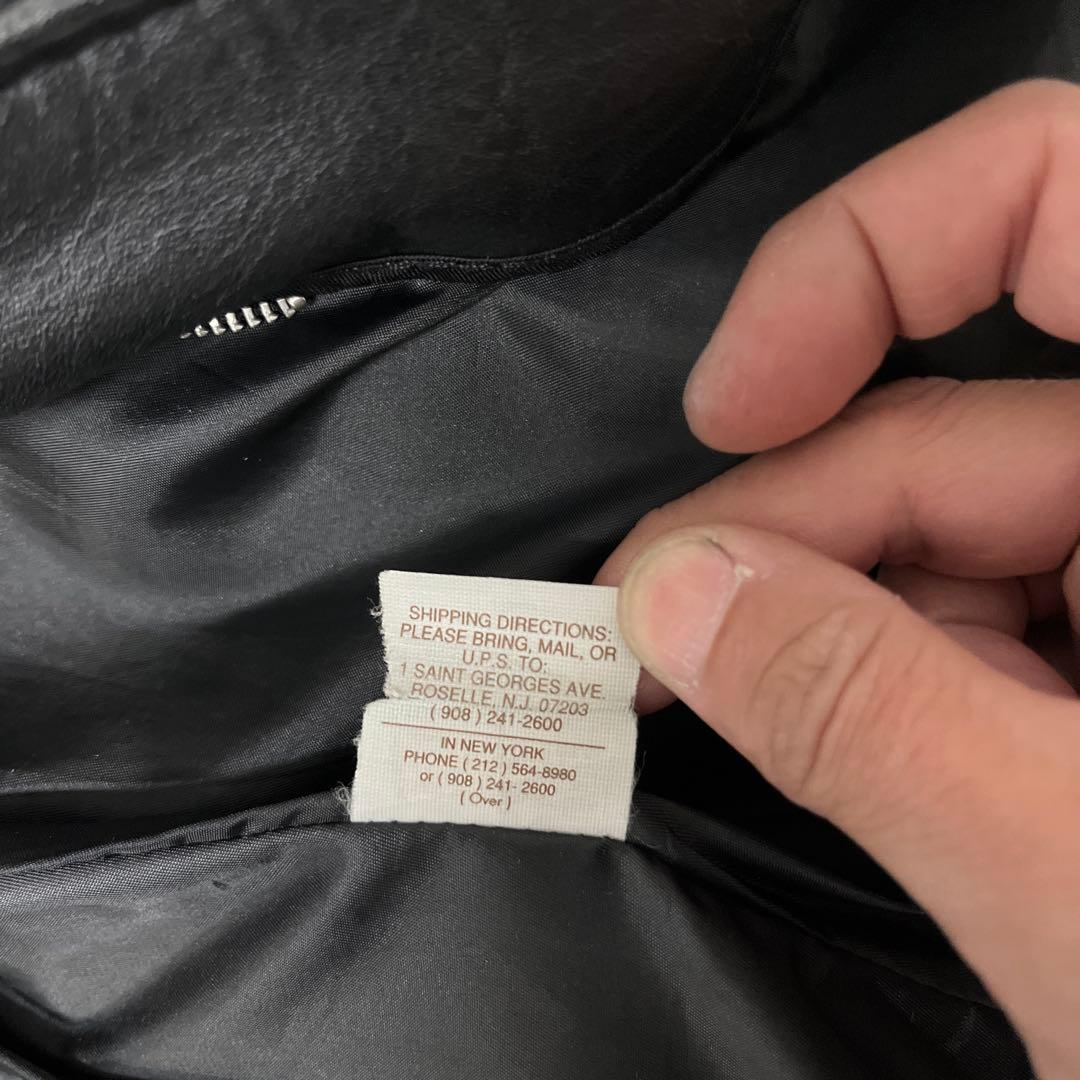 SHIPPING DIRECTIONS:
PLEASE BRING, MAIL, OR
U.P.S. TO:
1 SAINT GEORGES AVE.
ROSELLE, N.J. 07203
( 908 ) 241-2600
IN NEW YORK
PHONE ( 212 ) 564-8980
or ( 908 ) 241- 2600
( Over )